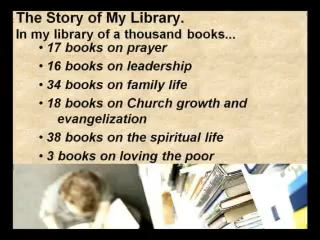 The Story of My Library.
In my library of a thousand books...
• 17 books on prayer
• 16 books on leadership
• 34 books on family life
• 18 books on Church growth and
evangelization
• 38 books on the spiritual life
• 3 books on loving the poor